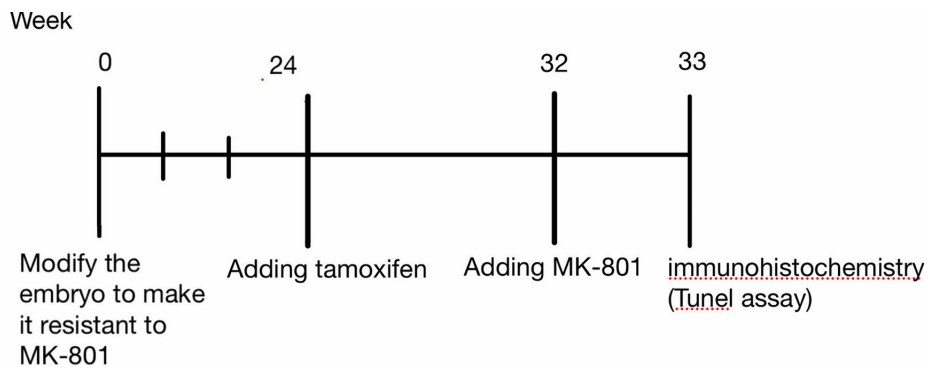 Week
0
24
32
33
Modify the
embryo to make
it resistant to
MK-801
Adding tamoxifen
Adding MK-801
immunohistochemistry
(Tunel assay)